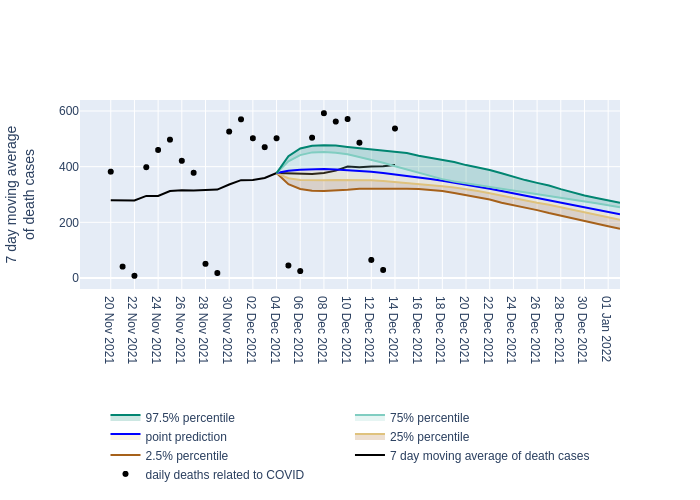 7 day moving average
of death cases
600
400
200
0
20 Nov 2021
22 Nov 2021
24 Nov 2021
26 Nov 2021
28 Nov 2021
30 Nov 2021
02 Dec 2021
04 Dec 2021
06 Dec 2021
08 Dec 2021
10 Dec 2021
12 Dec 2021
14 Dec 2021
16 Dec 2021
18 Dec 2021
20 Dec 2021
22 Dec 2021
24 Dec 2021
26 Dec 2021
28 Dec 2021
30 Dec 2021
01 Jan 2022
97.5% percentile
75% percentile
point prediction
25% percentile
2.5% percentile
7 day moving average of death cases
daily deaths related to COVID